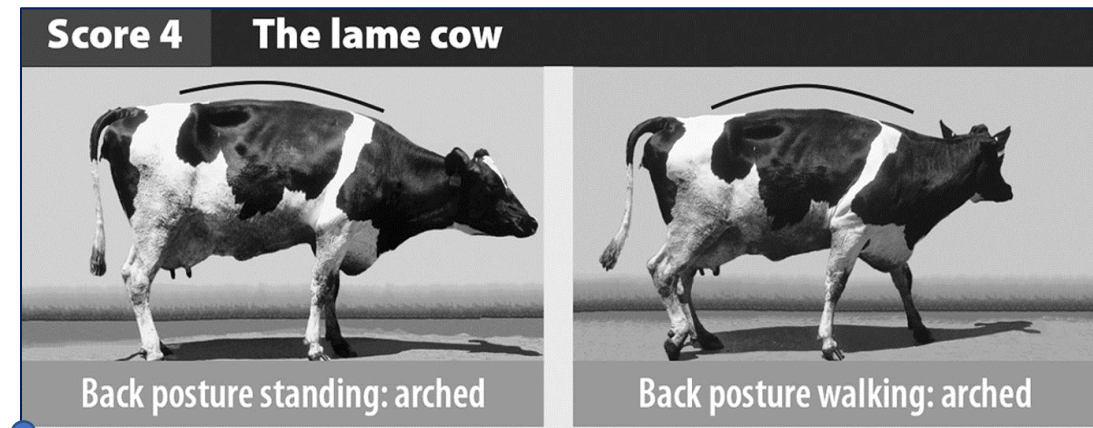 Score 4 The lame cow
Back posture standing: arched
Back posture walking: arched